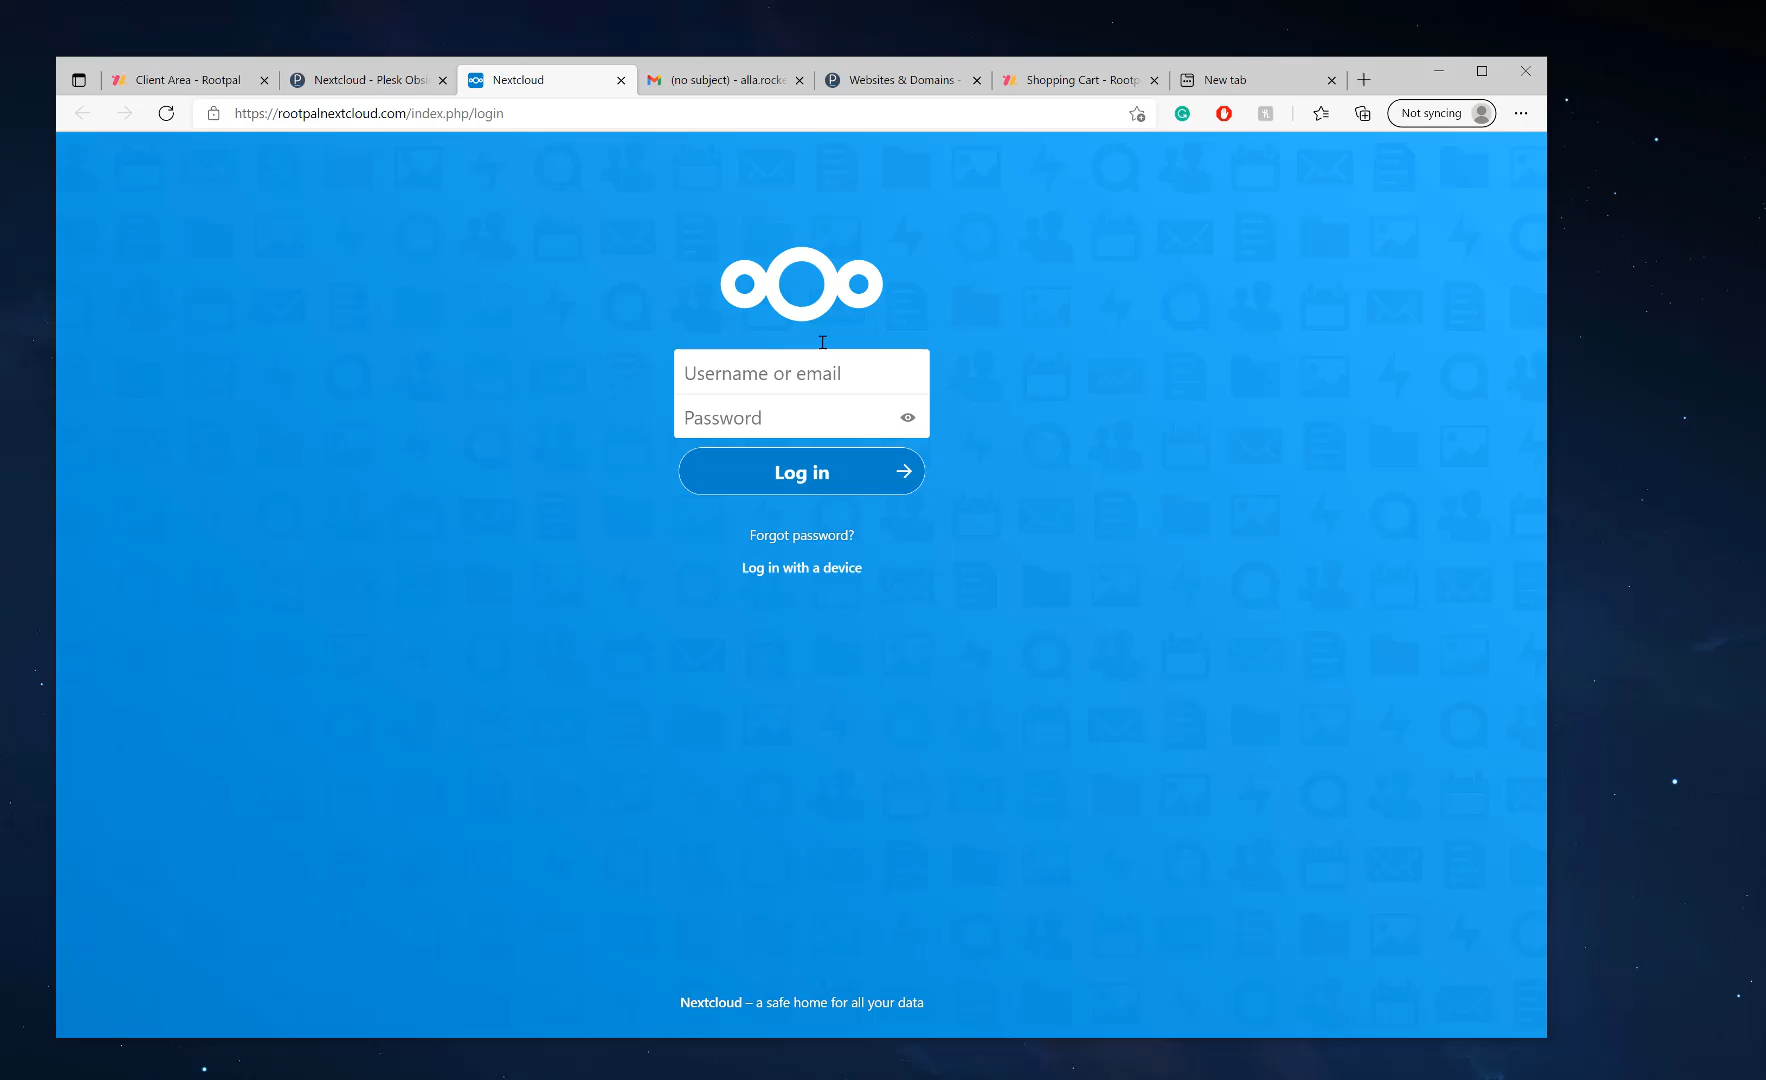 Client Area - Rootpal
Nextcloud - Plesk Obsi
Nextcloud
(no subject) - alla.rocke
Websites & Domains -
Shopping Cart - Rootp
New tab
https://rootpalnextcloud.com/index.php/login
Not syncing
Username or email
Password
Log in
Forgot password?
Log in with a device
Nextcloud – a safe home for all your data